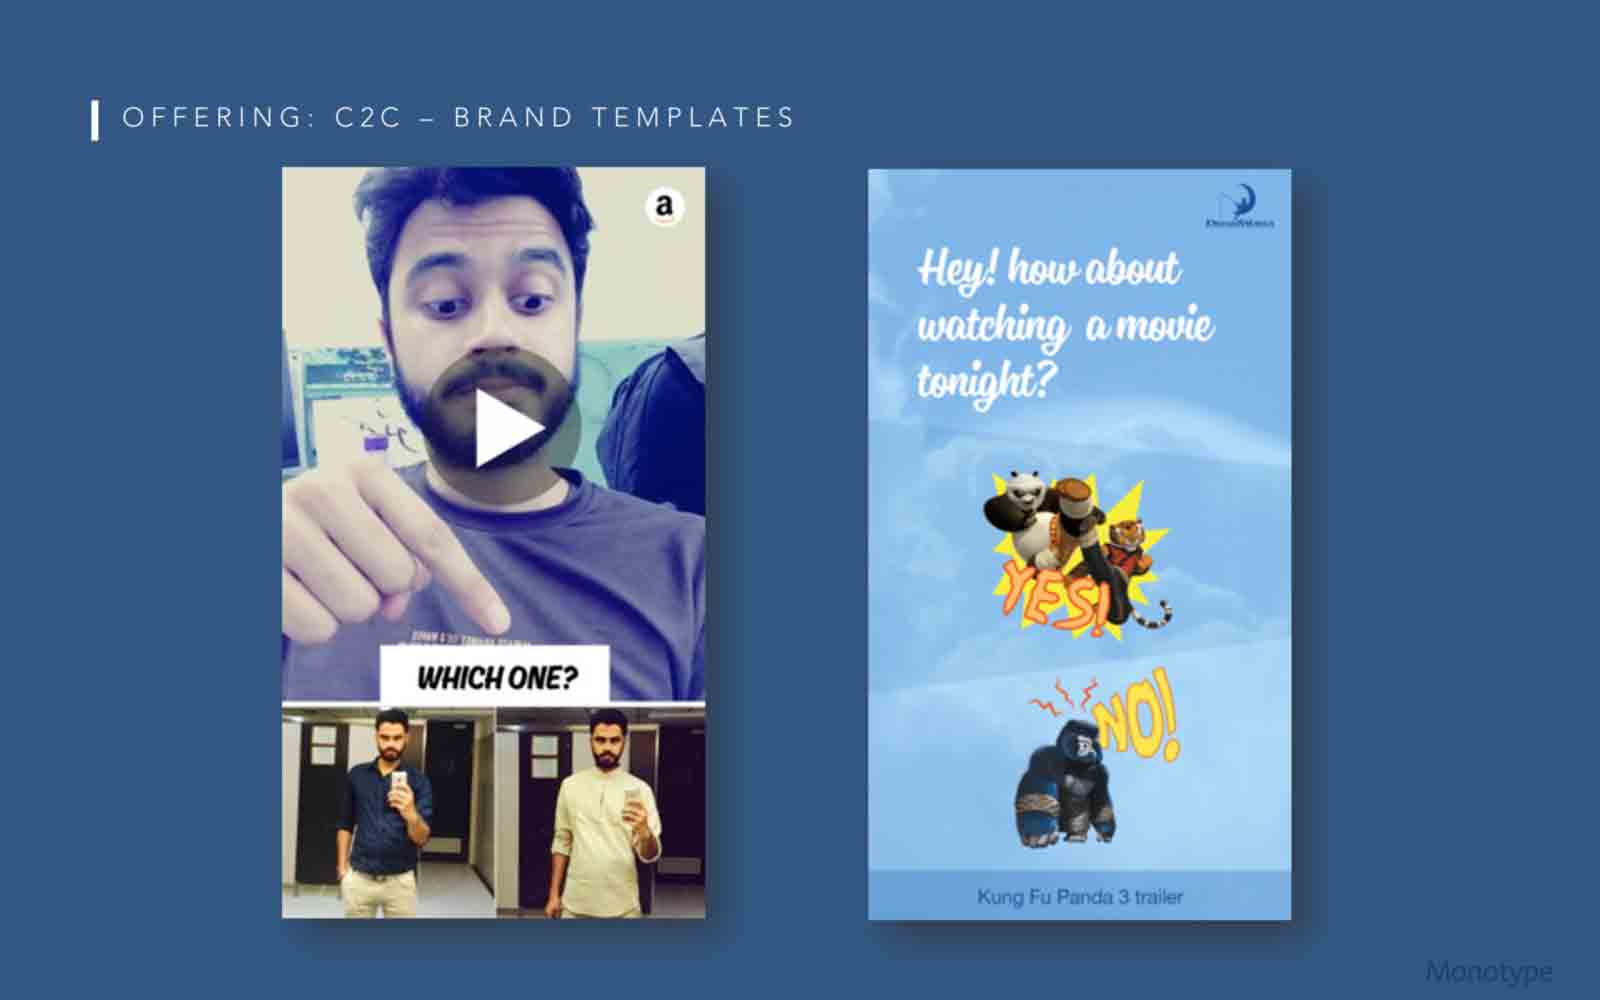 OFFERING: C2C – BRAND TEMPLATES
a
WHICH ONE?
DreamWorks
Hey! how about
watching a movie
tonight?
YES!
NO!
Kung Fu Panda 3 trailer
Monotype